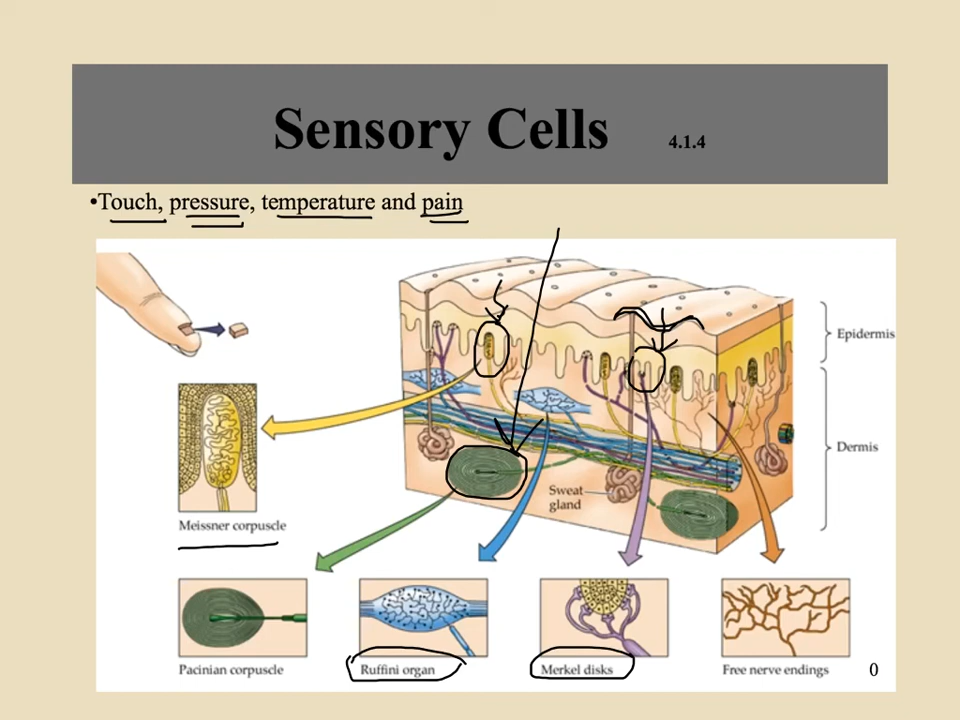 Sensory Cells 4.1.4
•Touch, pressure, temperature and pain
Epidermis
Dermis
Sweat
gland
Meissner corpuscle
Pacinian corpuscle Ruffini organ Merkel disks Free nerve endings 0